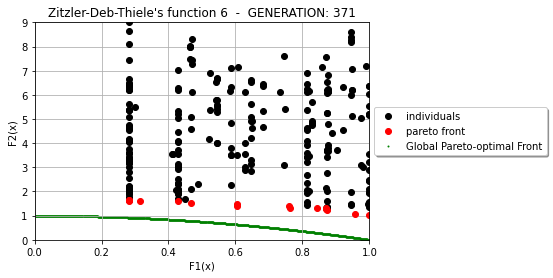 Zitzler-Deb-Thiele's function 6 - GENERATION: 371
9
8
7
6
5
4
3
2
1
0
F2(x)
0.0 0.2 0.4 0.6 0.8 1.0
F1(x)
individuals
pareto front
Global Pareto-optimal Front